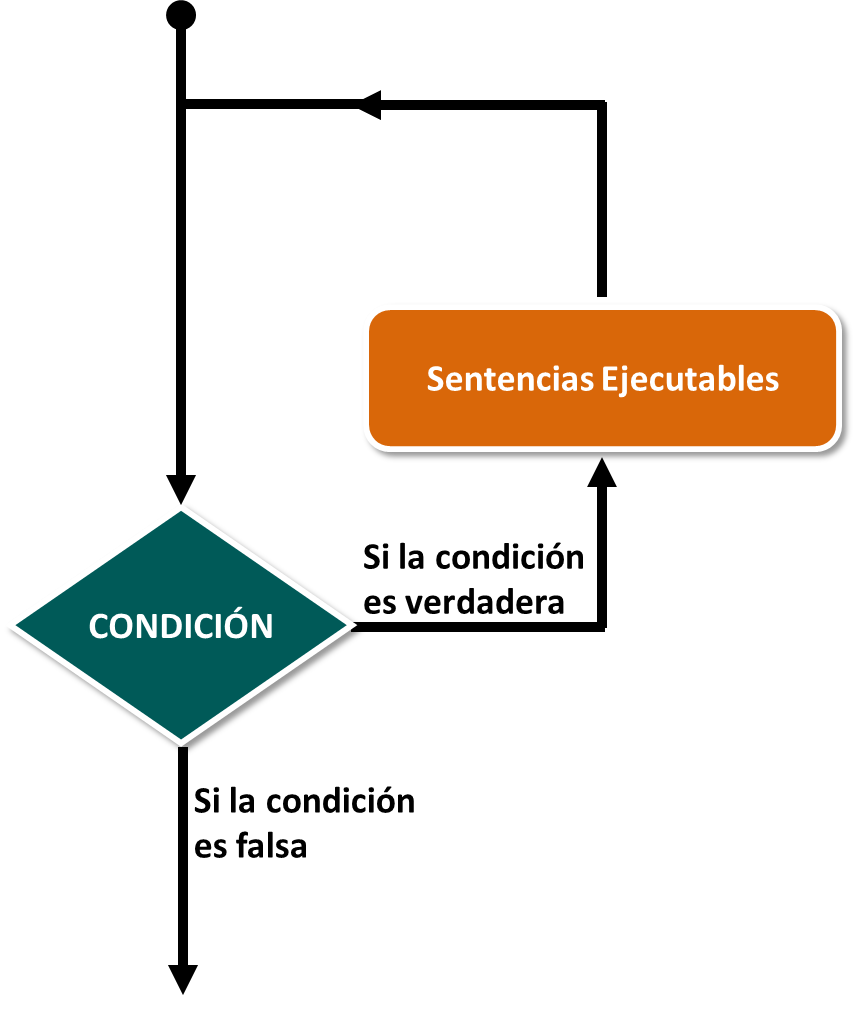 Sentencias Ejecutables
Si la condición
es verdadera
CONDICIÓN
Si la condición
es falsa